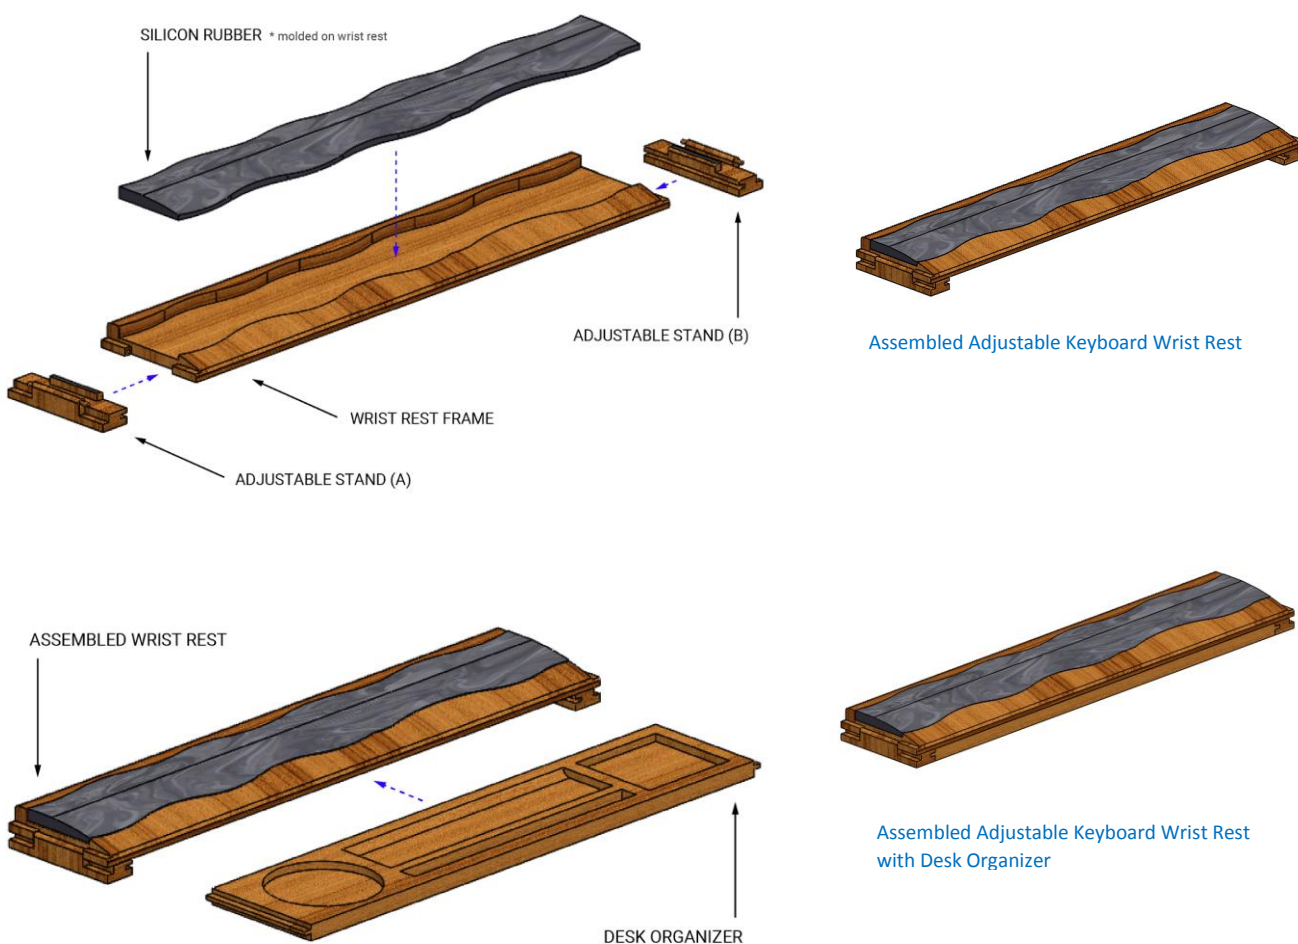 SILICON RUBBER * molded on wrist rest
ADJUSTABLE STAND (B)
Assembled Adjustable Keyboard Wrist Rest
WRIST REST FRAME
ADJUSTABLE STAND (A)
ASSEMBLED WRIST REST
Assembled Adjustable Keyboard Wrist Rest
with Desk Organizer
DESK ORGANIZER